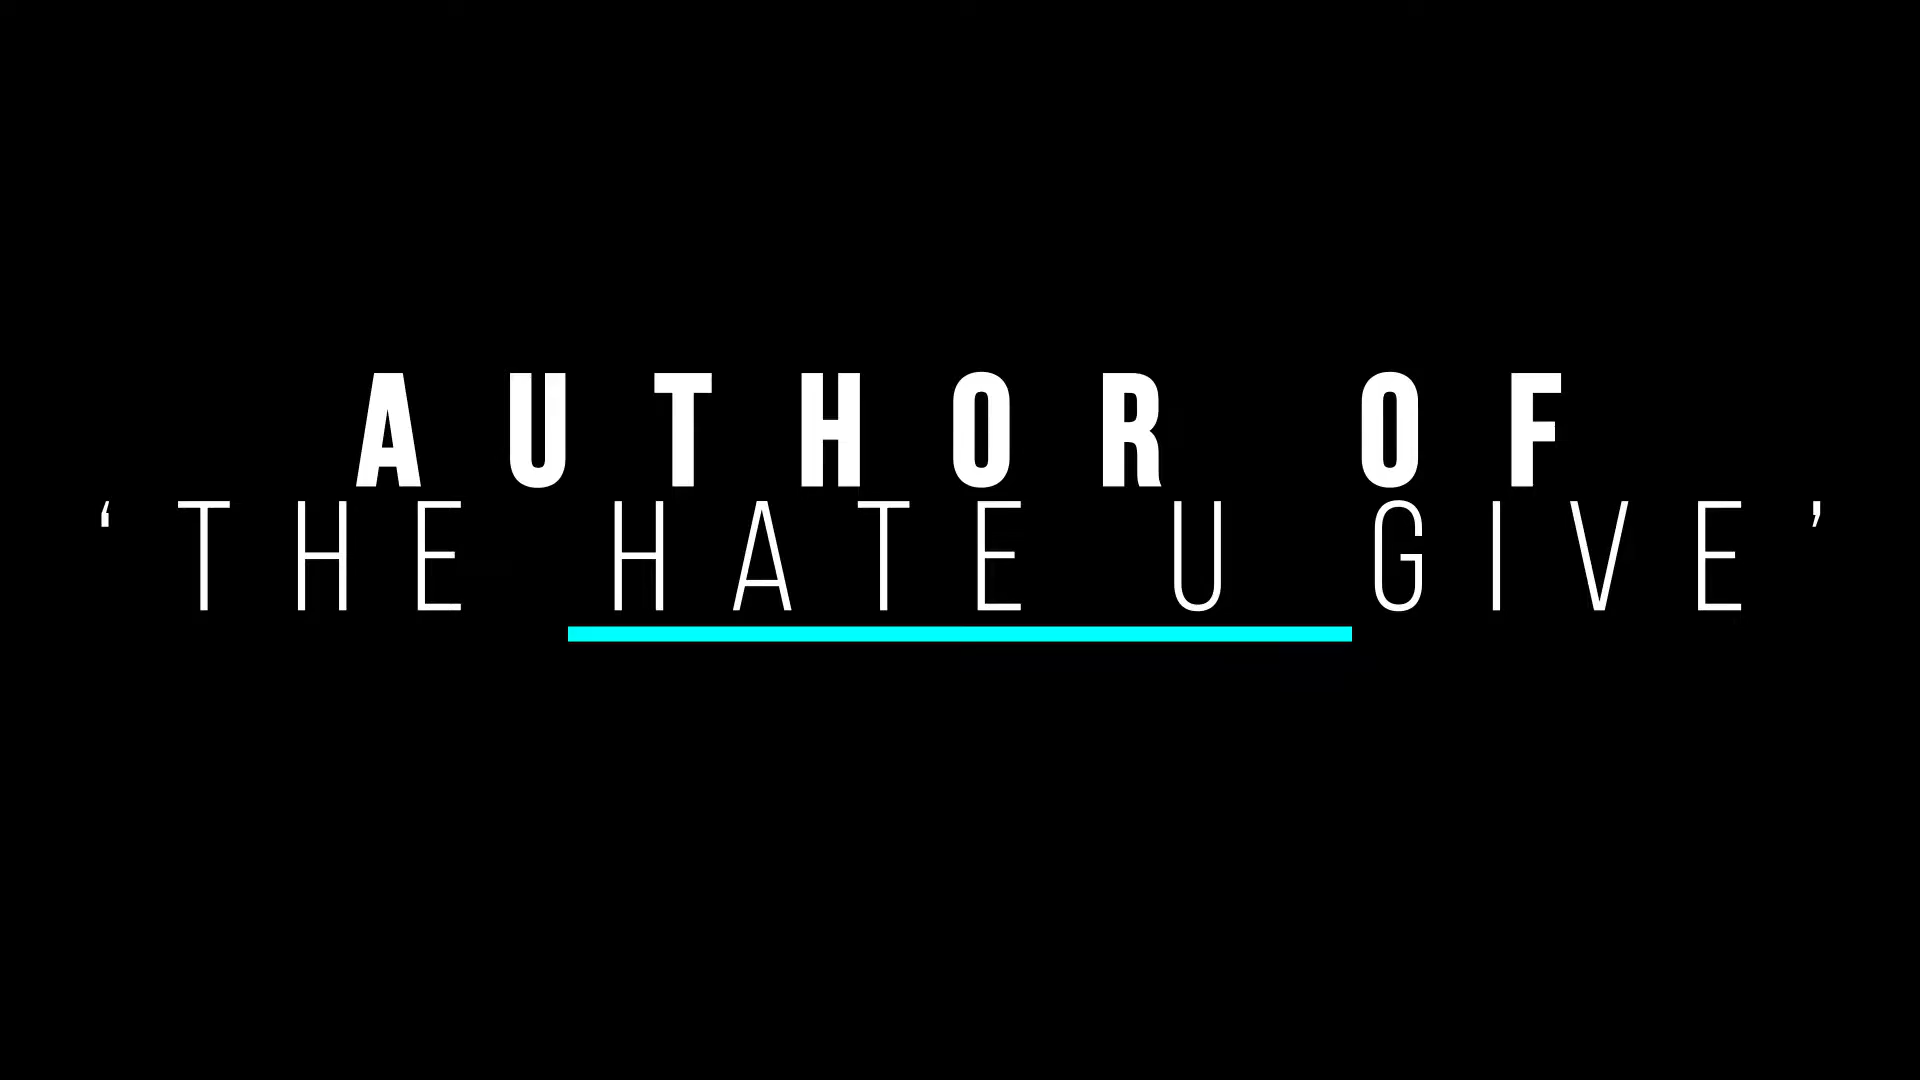 AUTHOR OF
‘THE HATE U GIVE’